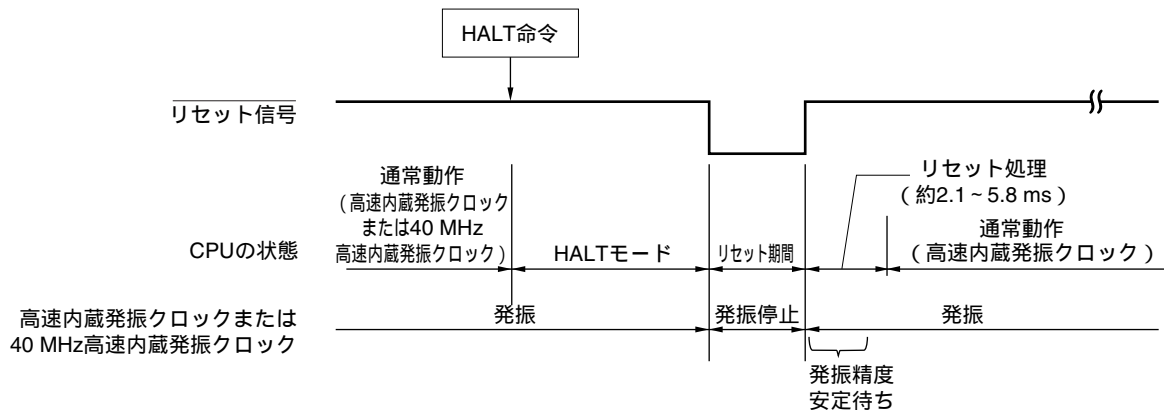 HALT命令
リセット信号
リセット処理
(約2.1~5.8 ms)
通常動作
(高速内蔵発振クロック
または40 MHz
高速内蔵発振クロック)
通常動作
(高速内蔵発振クロック)
CPUの状態
HALTモード
リセット期間
高速内蔵発振クロックまたは
40 MHz高速内蔵発振クロック
発振
発振停止
発振
発振精度
安定待ち